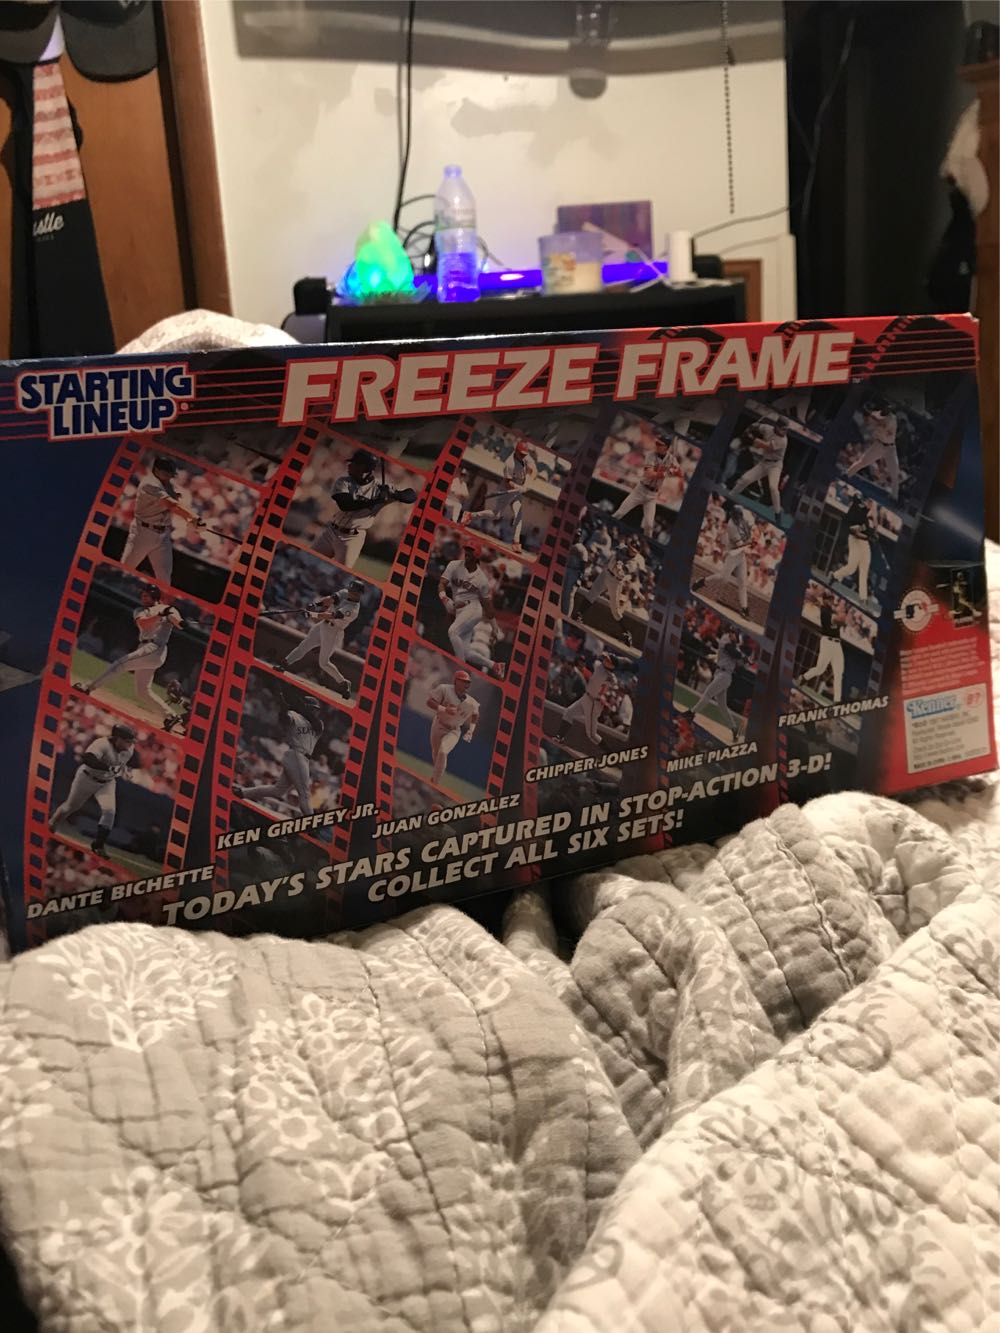 STARTING
LINEUP
FREEZE FRAME
DANTE BICHETTE
KEN GRIFFEY JR.
JUAN GONZALEZ
CHIPPER JONES
MIKE PIAZZA
FRANK THOMAS
TODAY'S STARS CAPTURED IN STOP-ACTION 3-D!
COLLECT ALL SIX SETS!
Kenner